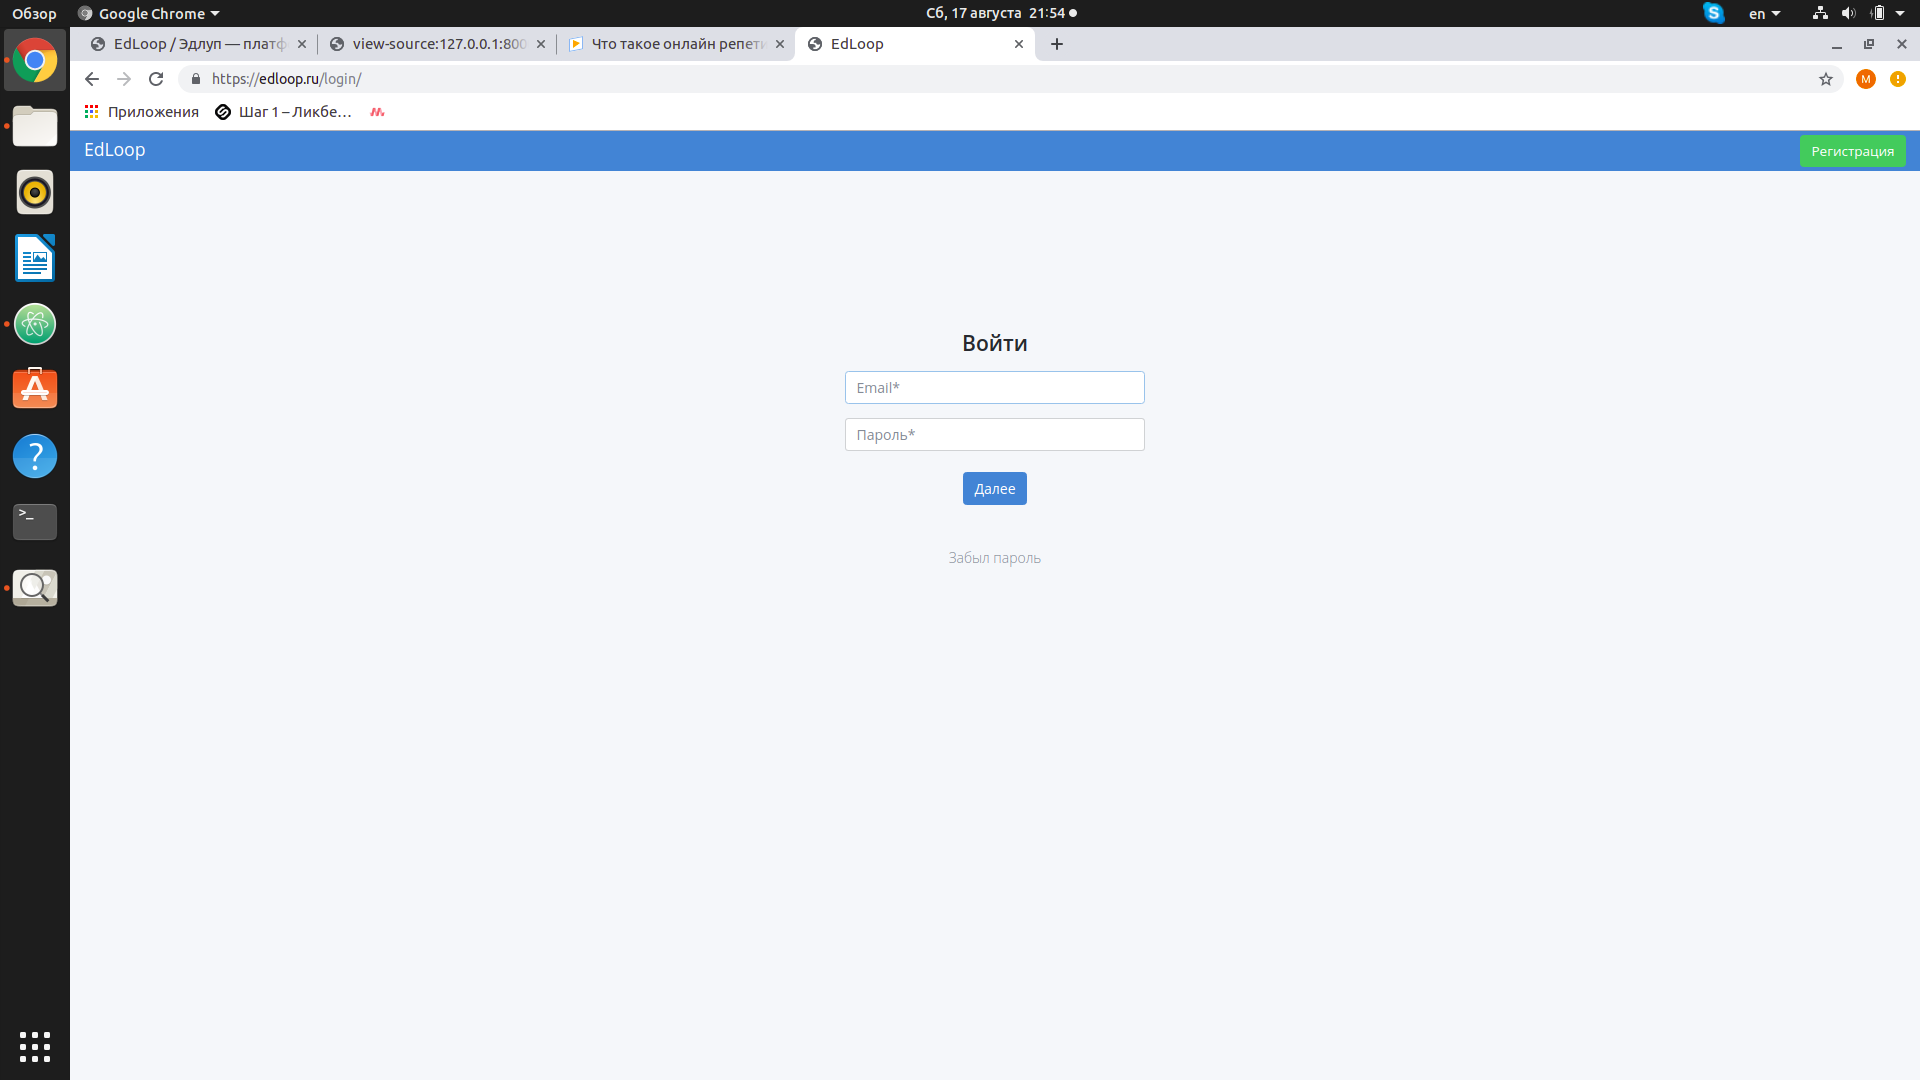 Обзор Google Chrome Сб, 17 августа 21:54 en
EdLoop / Эдлуп — платф view-source:127.0.0.1:800 Что такое онлайн репети EdLoop
https://edloop.ru/login/ M
Приложения Шаг 1 – Ликбе...
EdLoop Регистрация
Войти
Email*
Пароль*
Далее
Забыл пароль